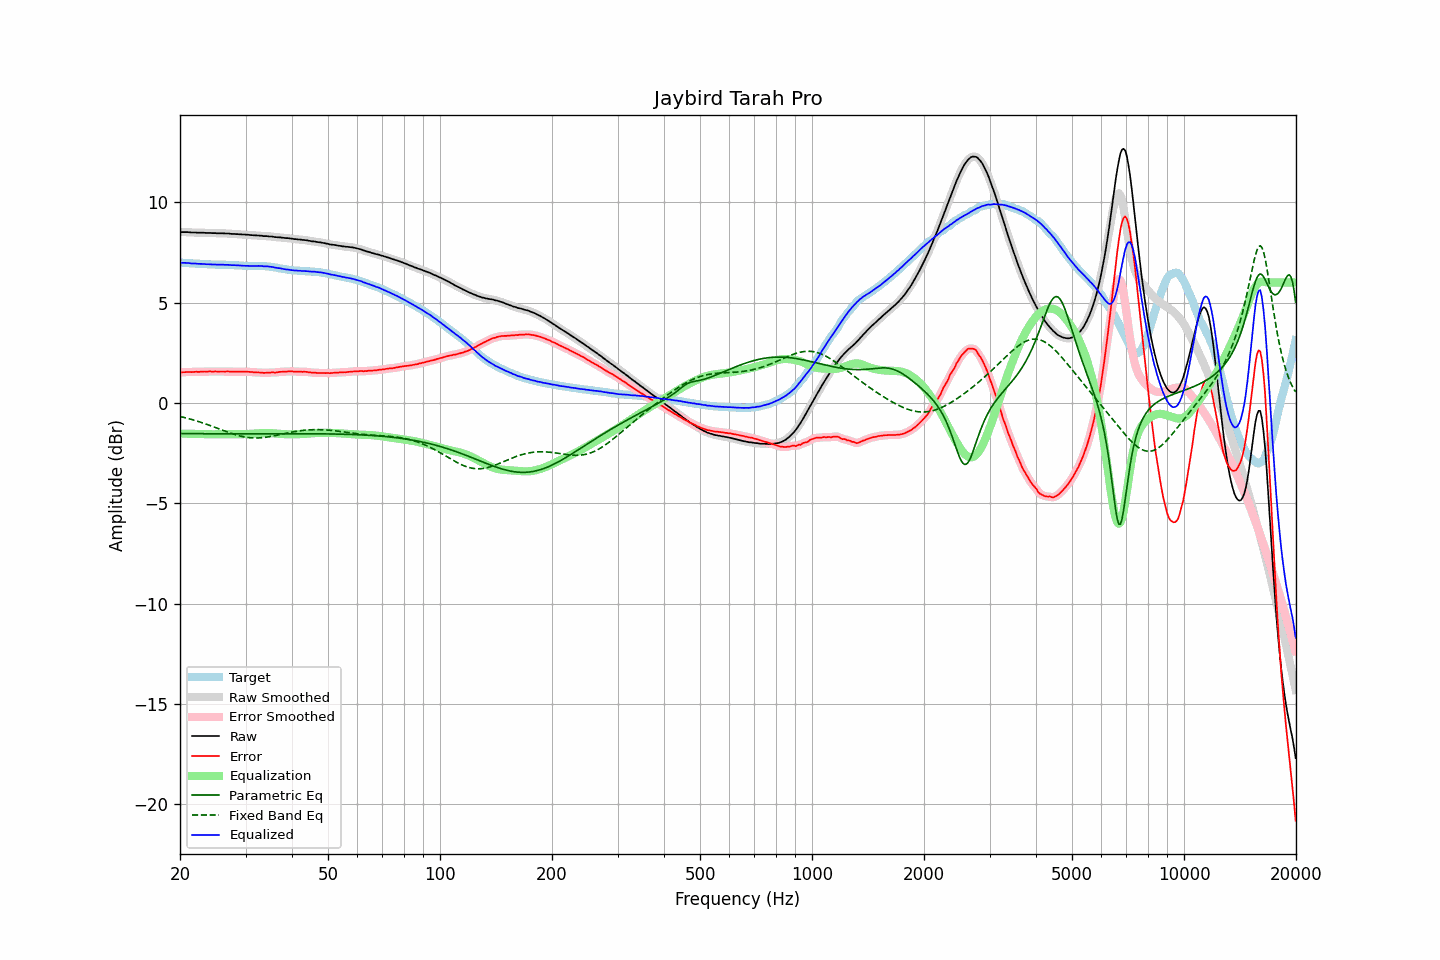 Jaybird Tarah Pro
Amplitude (dBr)
10
5
0
−5
−10
−15
−20
Target
Raw Smoothed
Error Smoothed
Raw
Error
Equalization
Parametric Eq
Fixed Band Eq
Equalized
20 50 100 200 500 1000 2000 5000 10000 20000
Frequency (Hz)